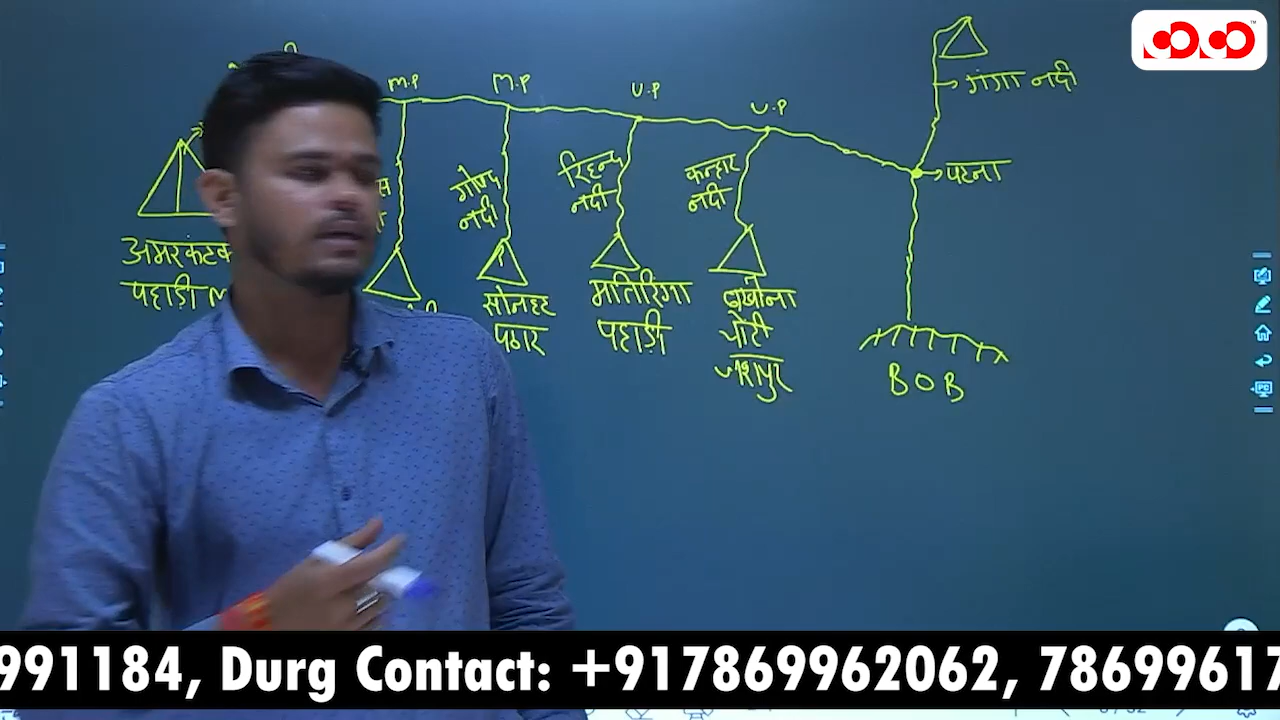 M.P
M.P
U.P
U.P
गंगा नदी
पटना
गोपद
नदी
रिहन्द
नदी
कन्हार
नदी
अमरकंटक
पहाड़ी
सोनहट
पठार
मातिरिंगा
पहाड़ी
चोटी
जशपुर
BOB
991184, Durg Contact: +917869962062, 78699617